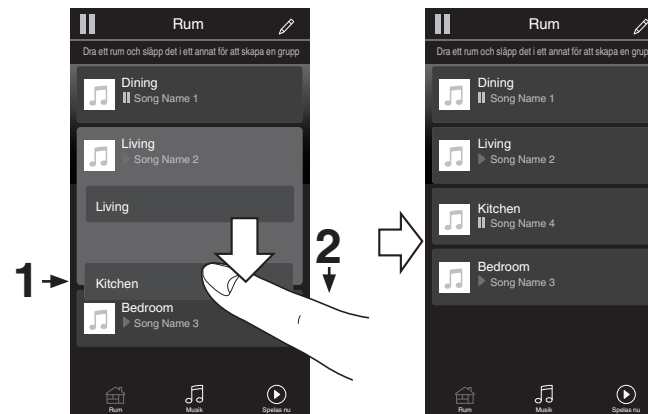 Rum
Dra ett rum och släpp det i ett annat för att skapa en grupp
Dining
Song Name 1
Living
Song Name 2
Living
1
2
Kitchen
Bedroom
Song Name 3
Rum
Musik
Spelas nu
Rum
Dra ett rum och släpp det i ett annat för att skapa en grupp
Dining
Song Name 1
Living
Song Name 2
Kitchen
Song Name 4
Bedroom
Song Name 3
Rum
Musik
Spelas nu